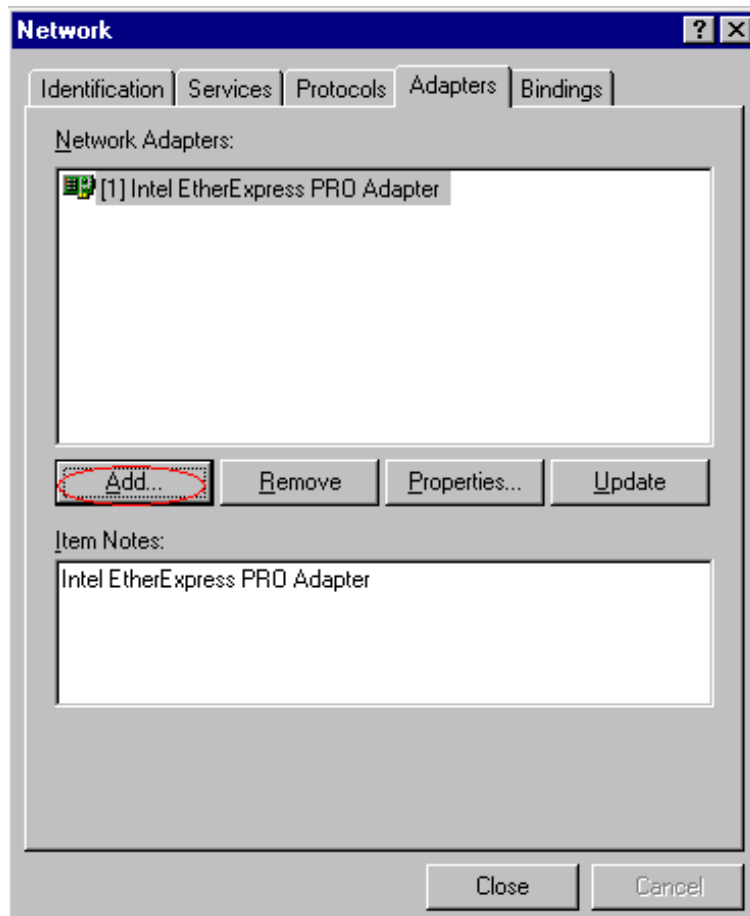 Network
Identification Services Protocols Adapters Bindings
Network Adapters:
[1] Intel EtherExpress PRO Adapter
Add... Remove Properties... Update
Item Notes:
Intel EtherExpress PRO Adapter
Close Cancel